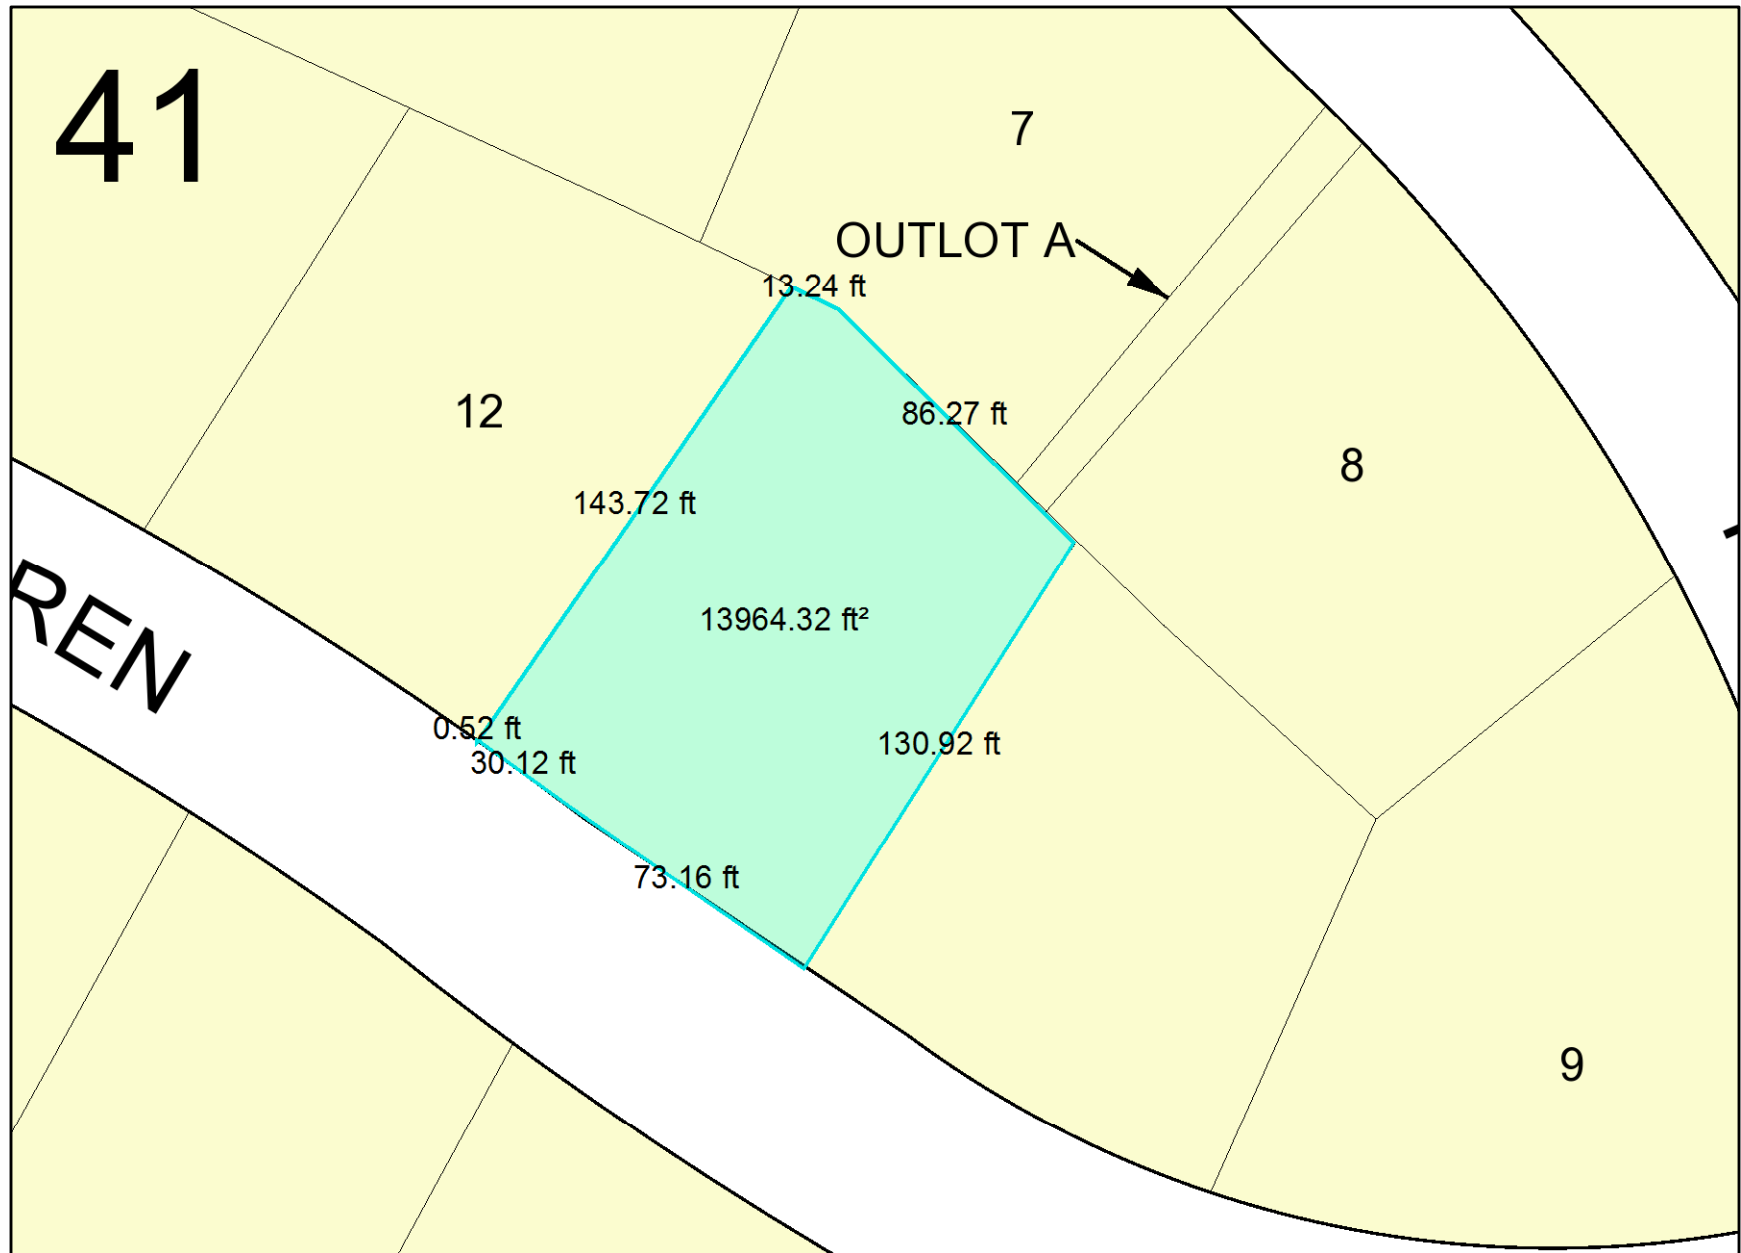 41
7
OUTLOT A
13.24 ft
12
86.27 ft
8
143.72 ft
REN
13964.32 ft²
0.52 ft
30.12 ft
130.92 ft
73.16 ft
9